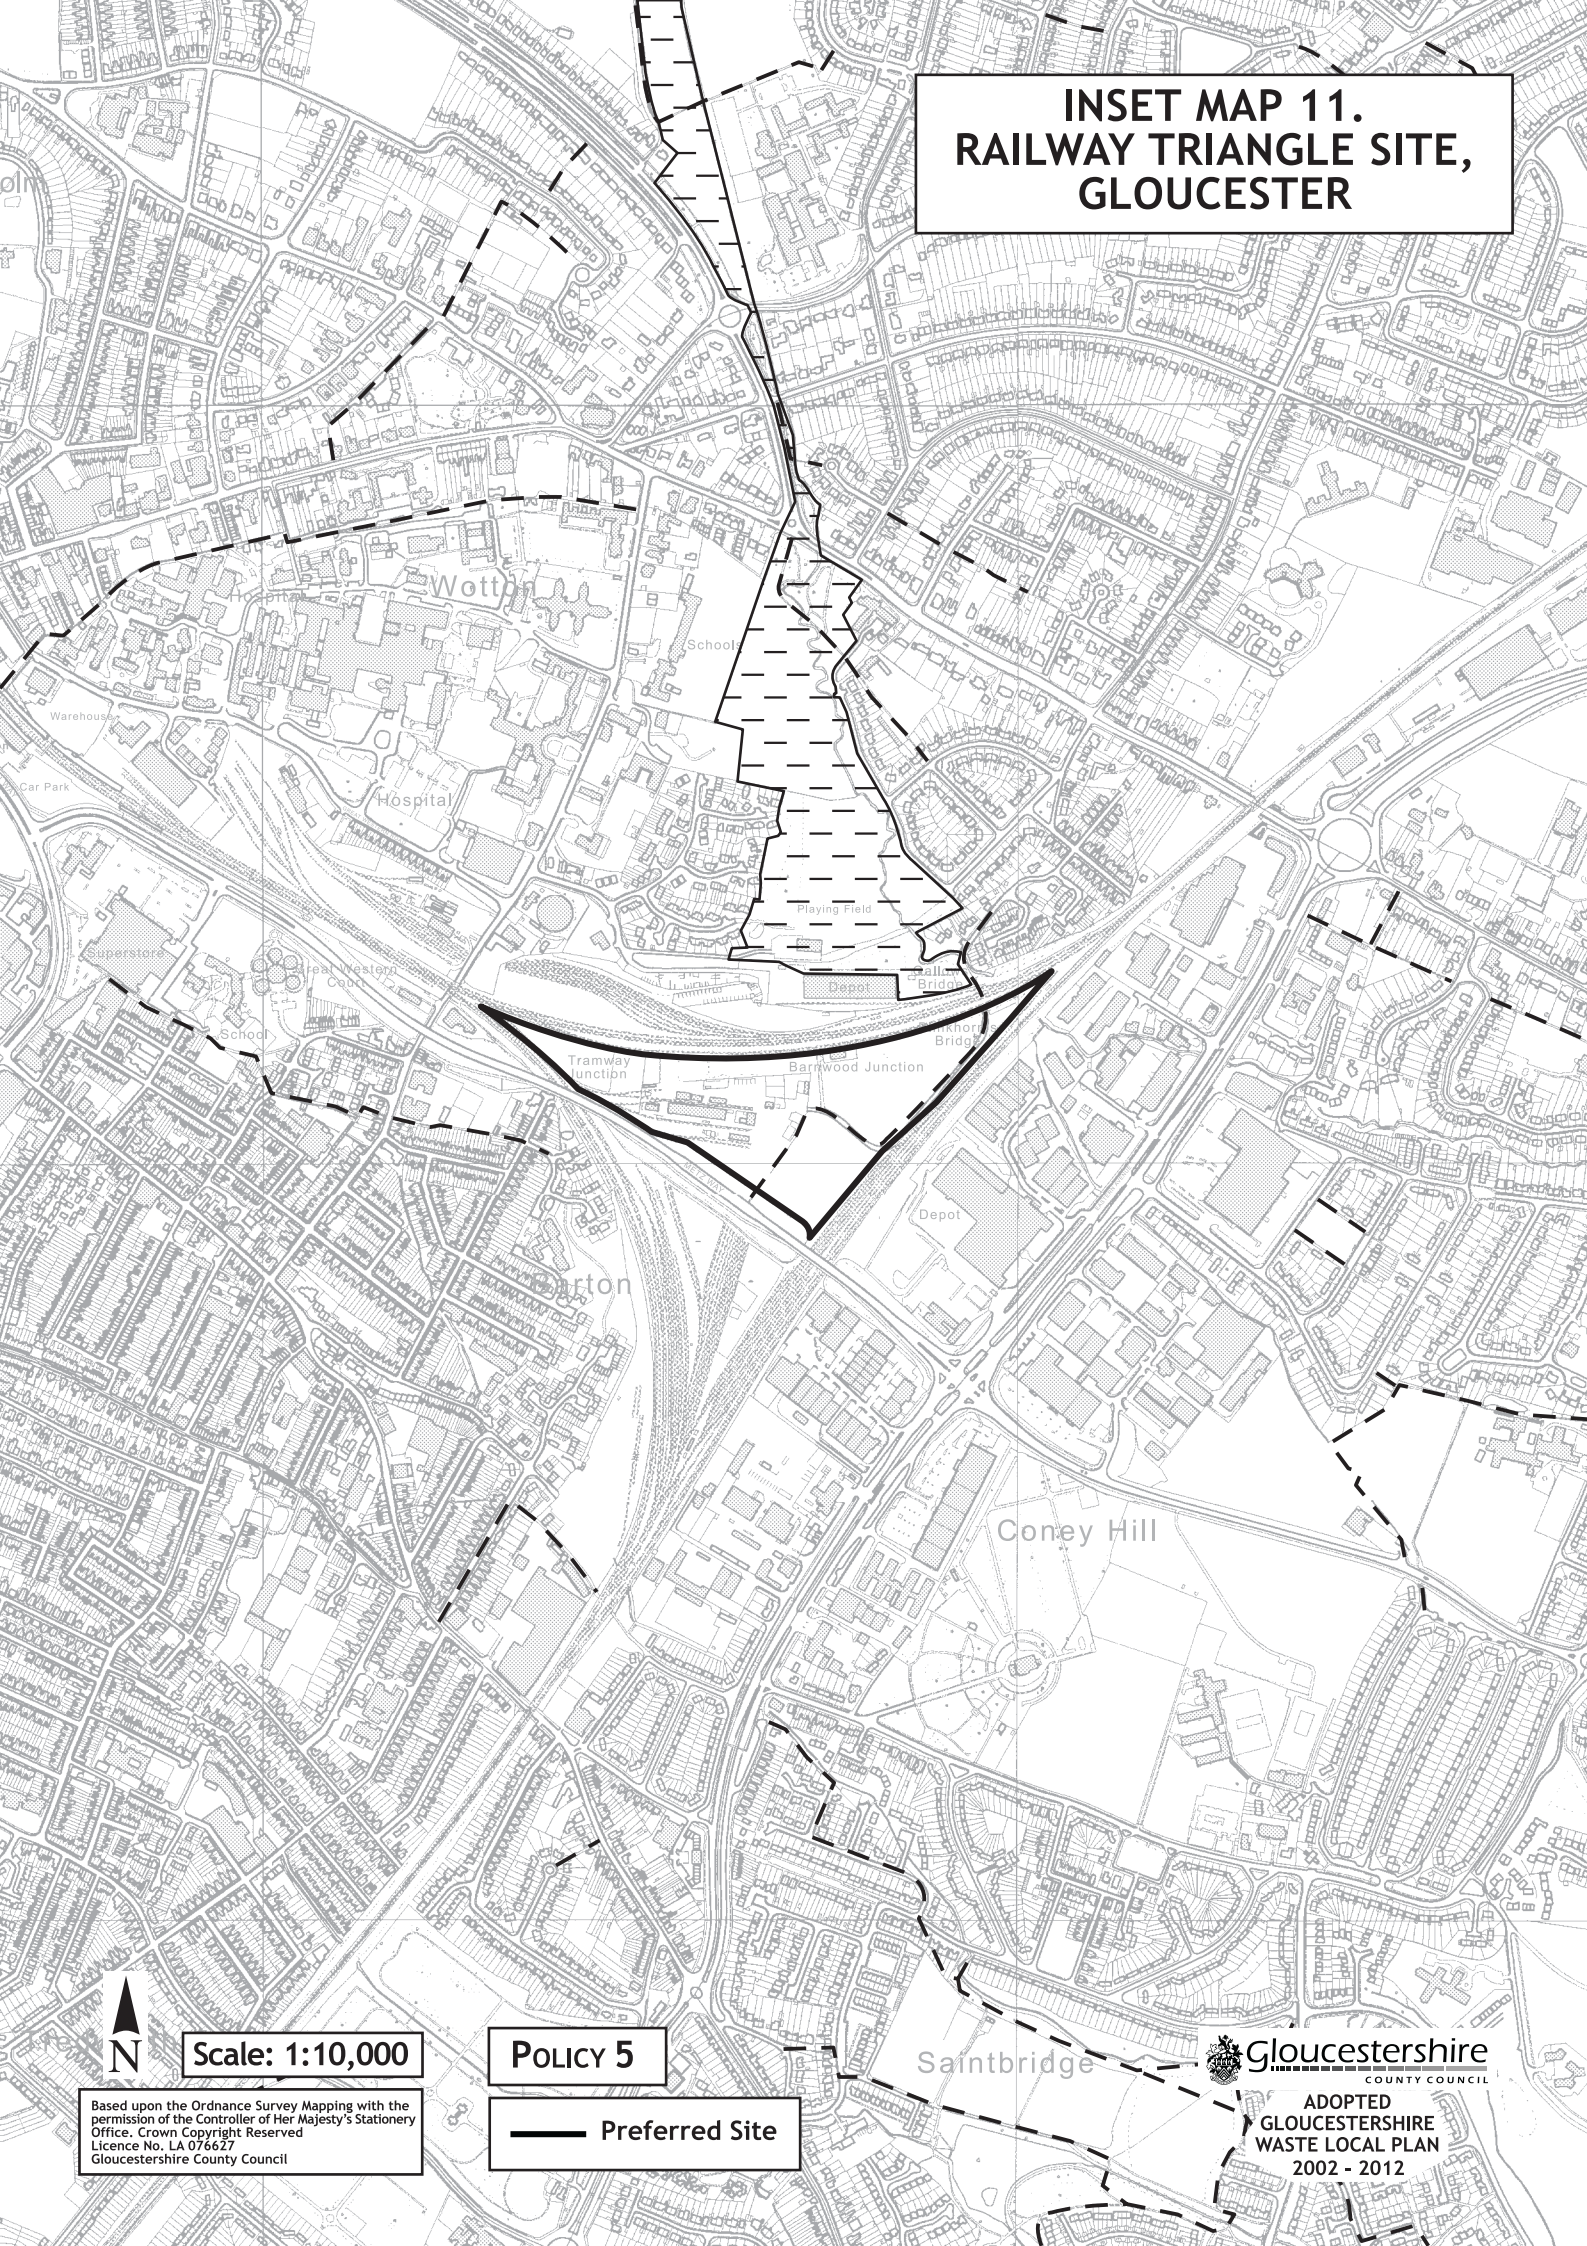 INSET MAP 11.
RAILWAY TRIANGLE SITE,
GLOUCESTER
Wotton
Hospital
Schools
Warehouse
Car Park
Hospital
Playing Field
Superstore
Great Western
Court
Depot
Bridge
School
Bridge
Tramway
Junction
Barnwood Junction
Depot
Barton
Coney Hill
Saintbridge
N
Scale: 1:10,000
Based upon the Ordnance Survey Mapping with the
permission of the Controller of Her Majesty's Stationery
Office. Crown Copyright Reserved
Licence No. LA 076627
Gloucestershire County Council
POLICY 5
Preferred Site
Gloucestershire
COUNTY COUNCIL
ADOPTED
GLOUCESTERSHIRE
WASTE LOCAL PLAN
2002 - 2012